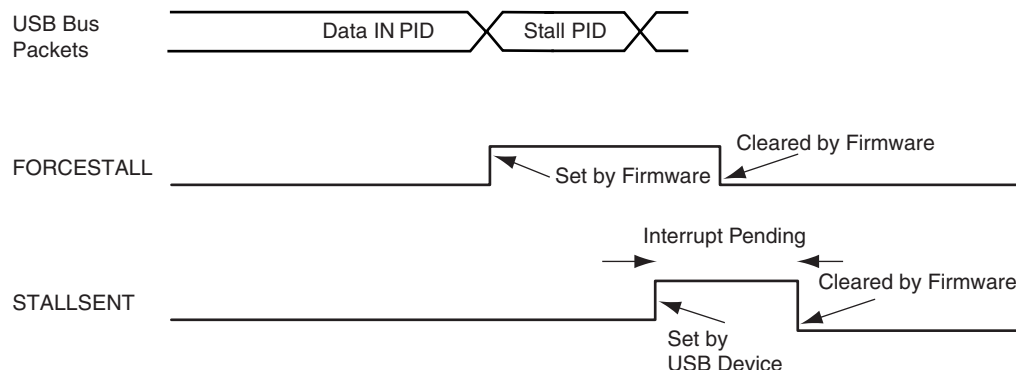 USB Bus
Packets
Data IN PID
Stall PID
FORCESTALL
Set by Firmware
Cleared by Firmware
Interrupt Pending
STALLSENT
Set by
USB Device
Cleared by Firmware